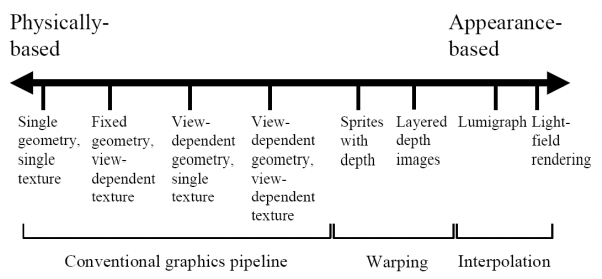 Physically-
based
Appearance-
based
Single
geometry,
single
texture
Fixed
geometry,
view-
dependent
texture
View-
dependent
geometry,
single
texture
View-
dependent
geometry,
view-
dependent
texture
Sprites
with
depth
Layered
depth
images
Lumigraph
Light-
field
rendering
Conventional graphics pipeline
Warping
Interpolation